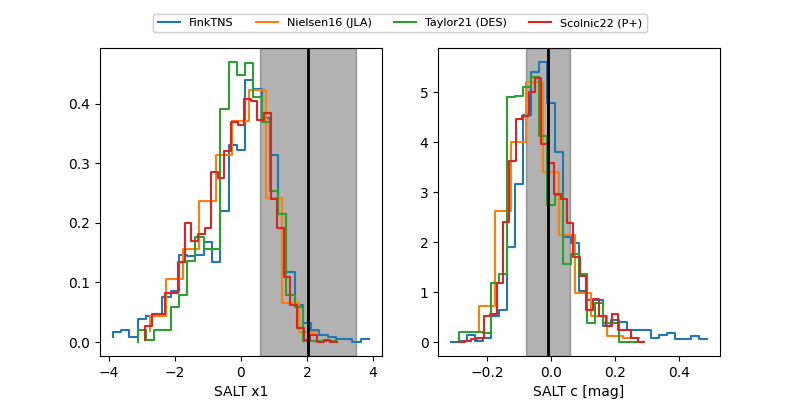 FinkTNS Nielsen16 (JLA) Taylor21 (DES) Scolnic22 (P+)
0.4
0.3
0.2
0.1
0.0
−4 −2 0 2 4
SALT x1
5
4
3
2
1
0
−0.2 0.0 0.2 0.4
SALT c [mag]